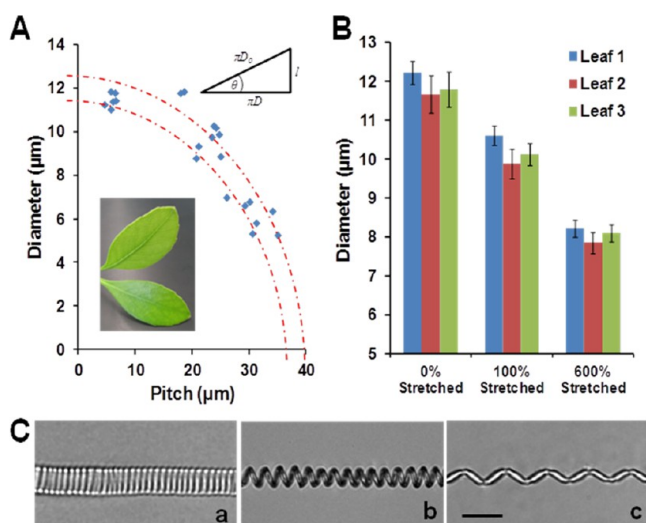 A
14
12
10
8
6
4
2
0
Diameter (μm)
0 10 20 30 40
Pitch (μm)
πD₀
θ
l
πD
B
13
12
11
10
9
8
7
6
5
Diameter (μm)
Leaf 1
Leaf 2
Leaf 3
0% 100% 600%
Stretched Stretched Stretched
C
a
b
c